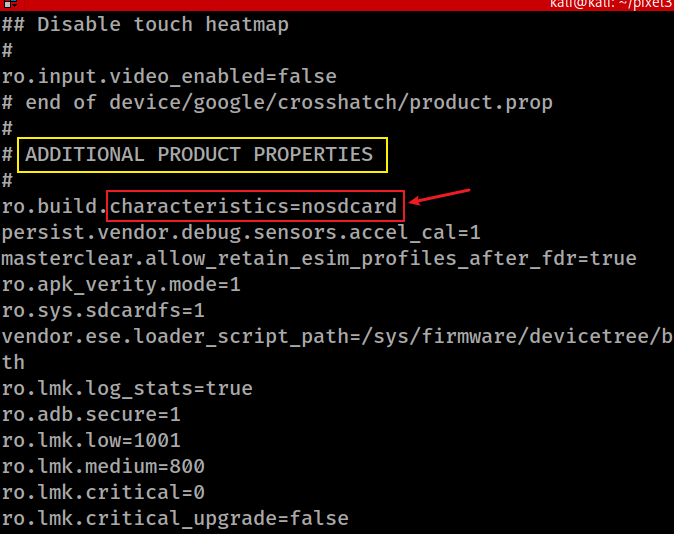 kali@kali: ~/pixel3
## Disable touch heatmap
#
ro.input.video_enabled=false
# end of device/google/crosshatch/product.prop
#
# ADDITIONAL PRODUCT PROPERTIES
#
ro.build.characteristics=nosdcard
persist.vendor.debug.sensors.accel_cal=1
masterclear.allow_retain_esim_profiles_after_fdr=true
ro.apk_verity.mode=1
ro.sys.sdcardfs=1
vendor.ese.loader_script_path=/sys/firmware/devicetree/b
th
ro.lmk.log_stats=true
ro.adb.secure=1
ro.lmk.low=1001
ro.lmk.medium=800
ro.lmk.critical=0
ro.lmk.critical_upgrade=false